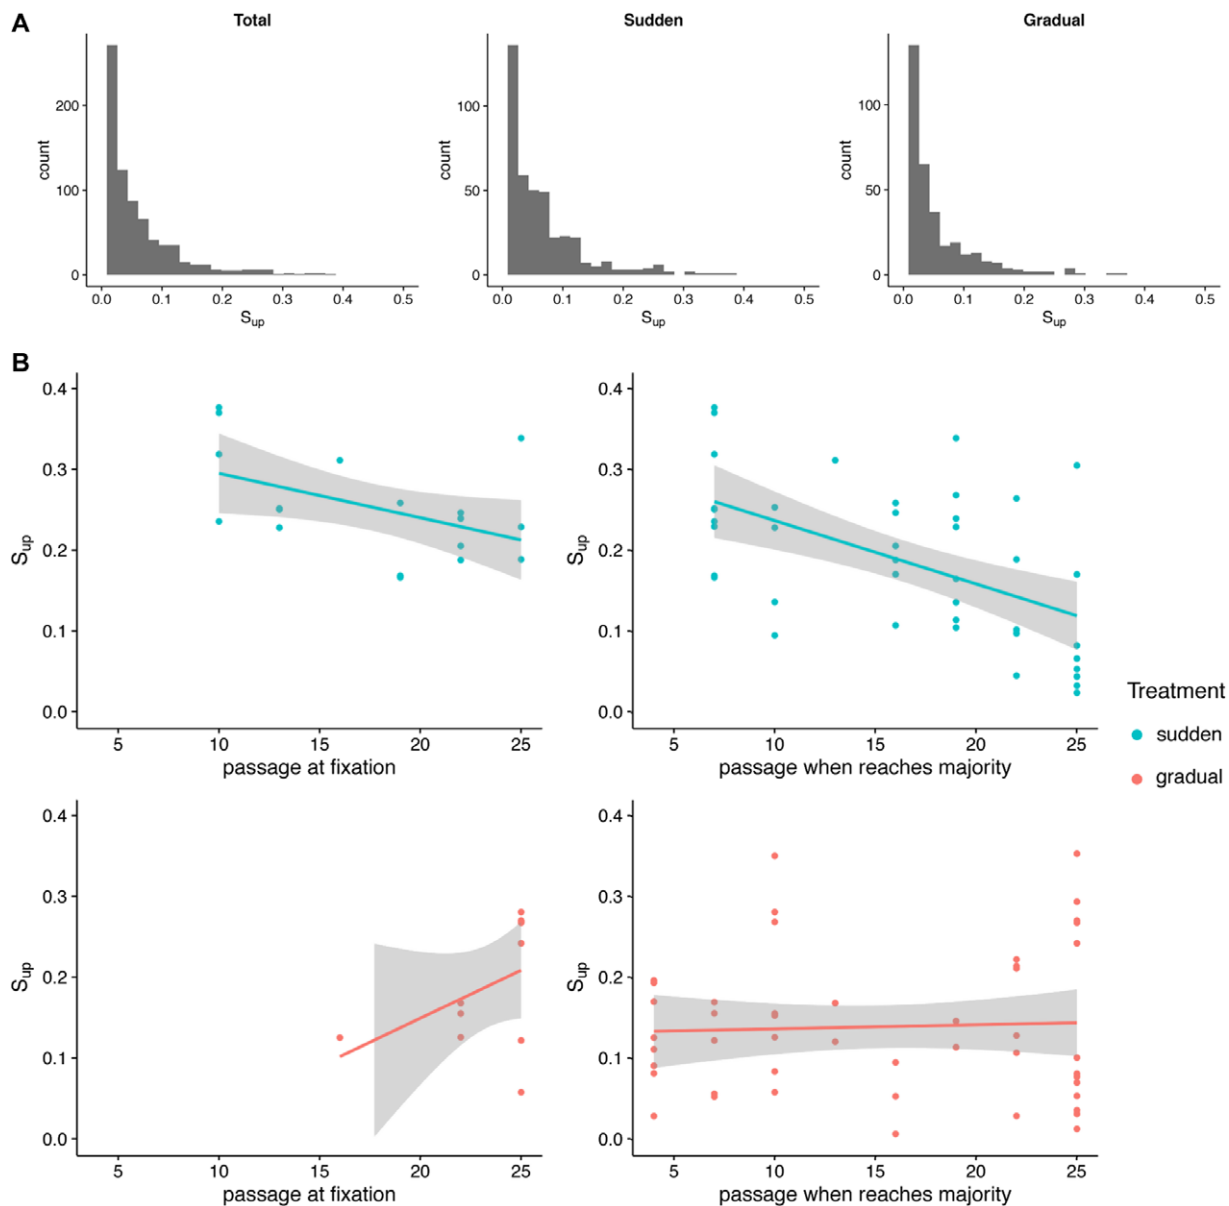 A
Total
Sudden
Gradual
count
200
100
0
0.0 0.1 0.2 0.3 0.4 0.5
Sup
count
100
50
0
0.0 0.1 0.2 0.3 0.4 0.5
Sup
count
100
50
0
0.0 0.1 0.2 0.3 0.4 0.5
Sup
B
Sup
0.4
0.3
0.2
0.1
0.0
5 10 15 20 25
passage at fixation
Sup
0.4
0.3
0.2
0.1
0.0
5 10 15 20 25
passage when reaches majority
Treatment
sudden
gradual
Sup
0.4
0.3
0.2
0.1
0.0
5 10 15 20 25
passage at fixation
Sup
0.4
0.3
0.2
0.1
0.0
5 10 15 20 25
passage when reaches majority